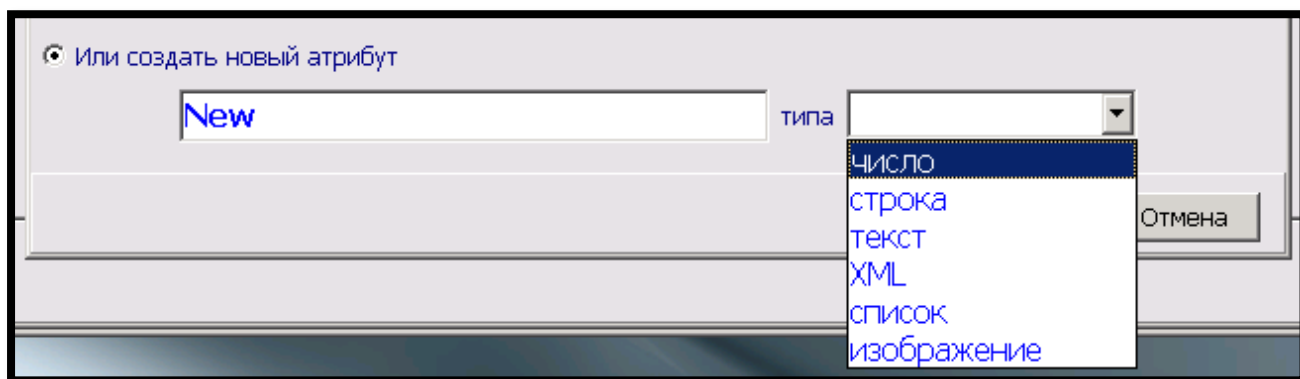 Или создать новый атрибут
New типа
число
строка
текст
Отмена
XML
список
изображение